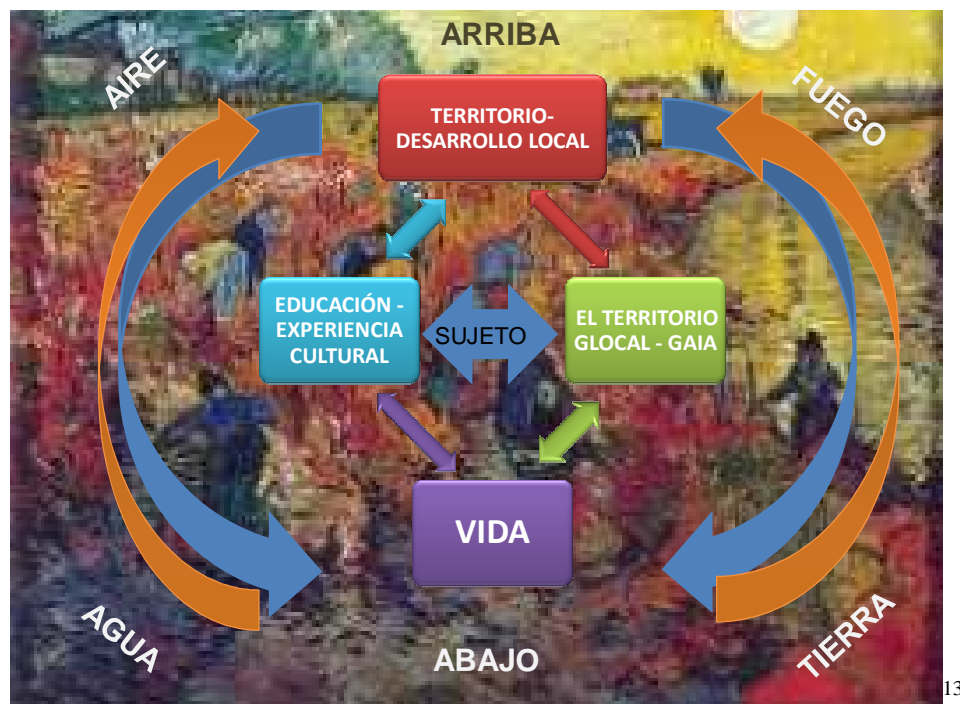 ARRIBA
AIRE
FUEGO
TERRITORIO-
DESARROLLO LOCAL
EDUCACIÓN -
EXPERIENCIA
CULTURAL
SUJETO
EL TERRITORIO
GLOCAL - GAIA
VIDA
AGUA
TIERRA
ABAJO
13